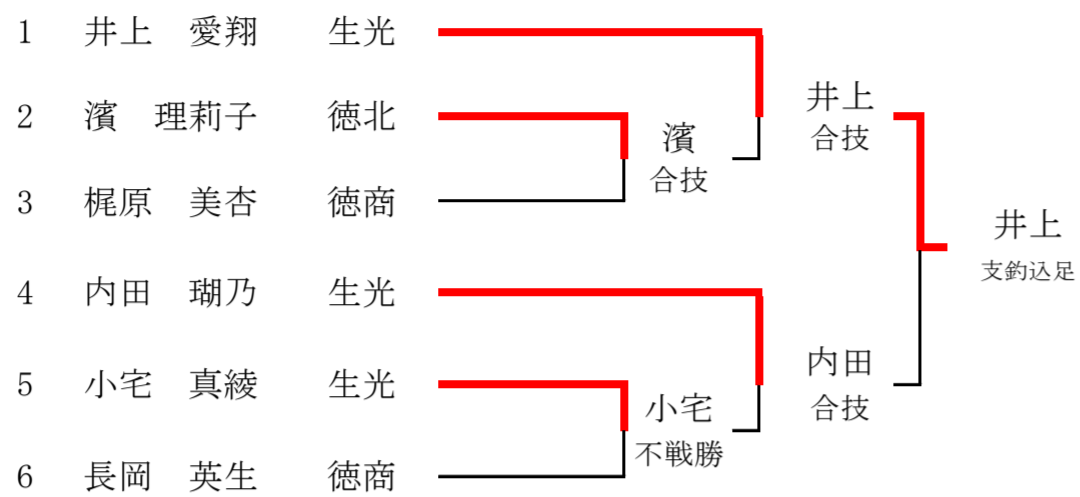 1 井上 愛翔 生光
2 濱 理莉子 徳北
3 梶原 美杏 徳商
4 内田 瑚乃 生光
5 小宅 真綾 生光
6 長岡 英生 徳商
濱
合技
小宅
不戦勝
井上
合技
内田
合技
井上
支釣込足